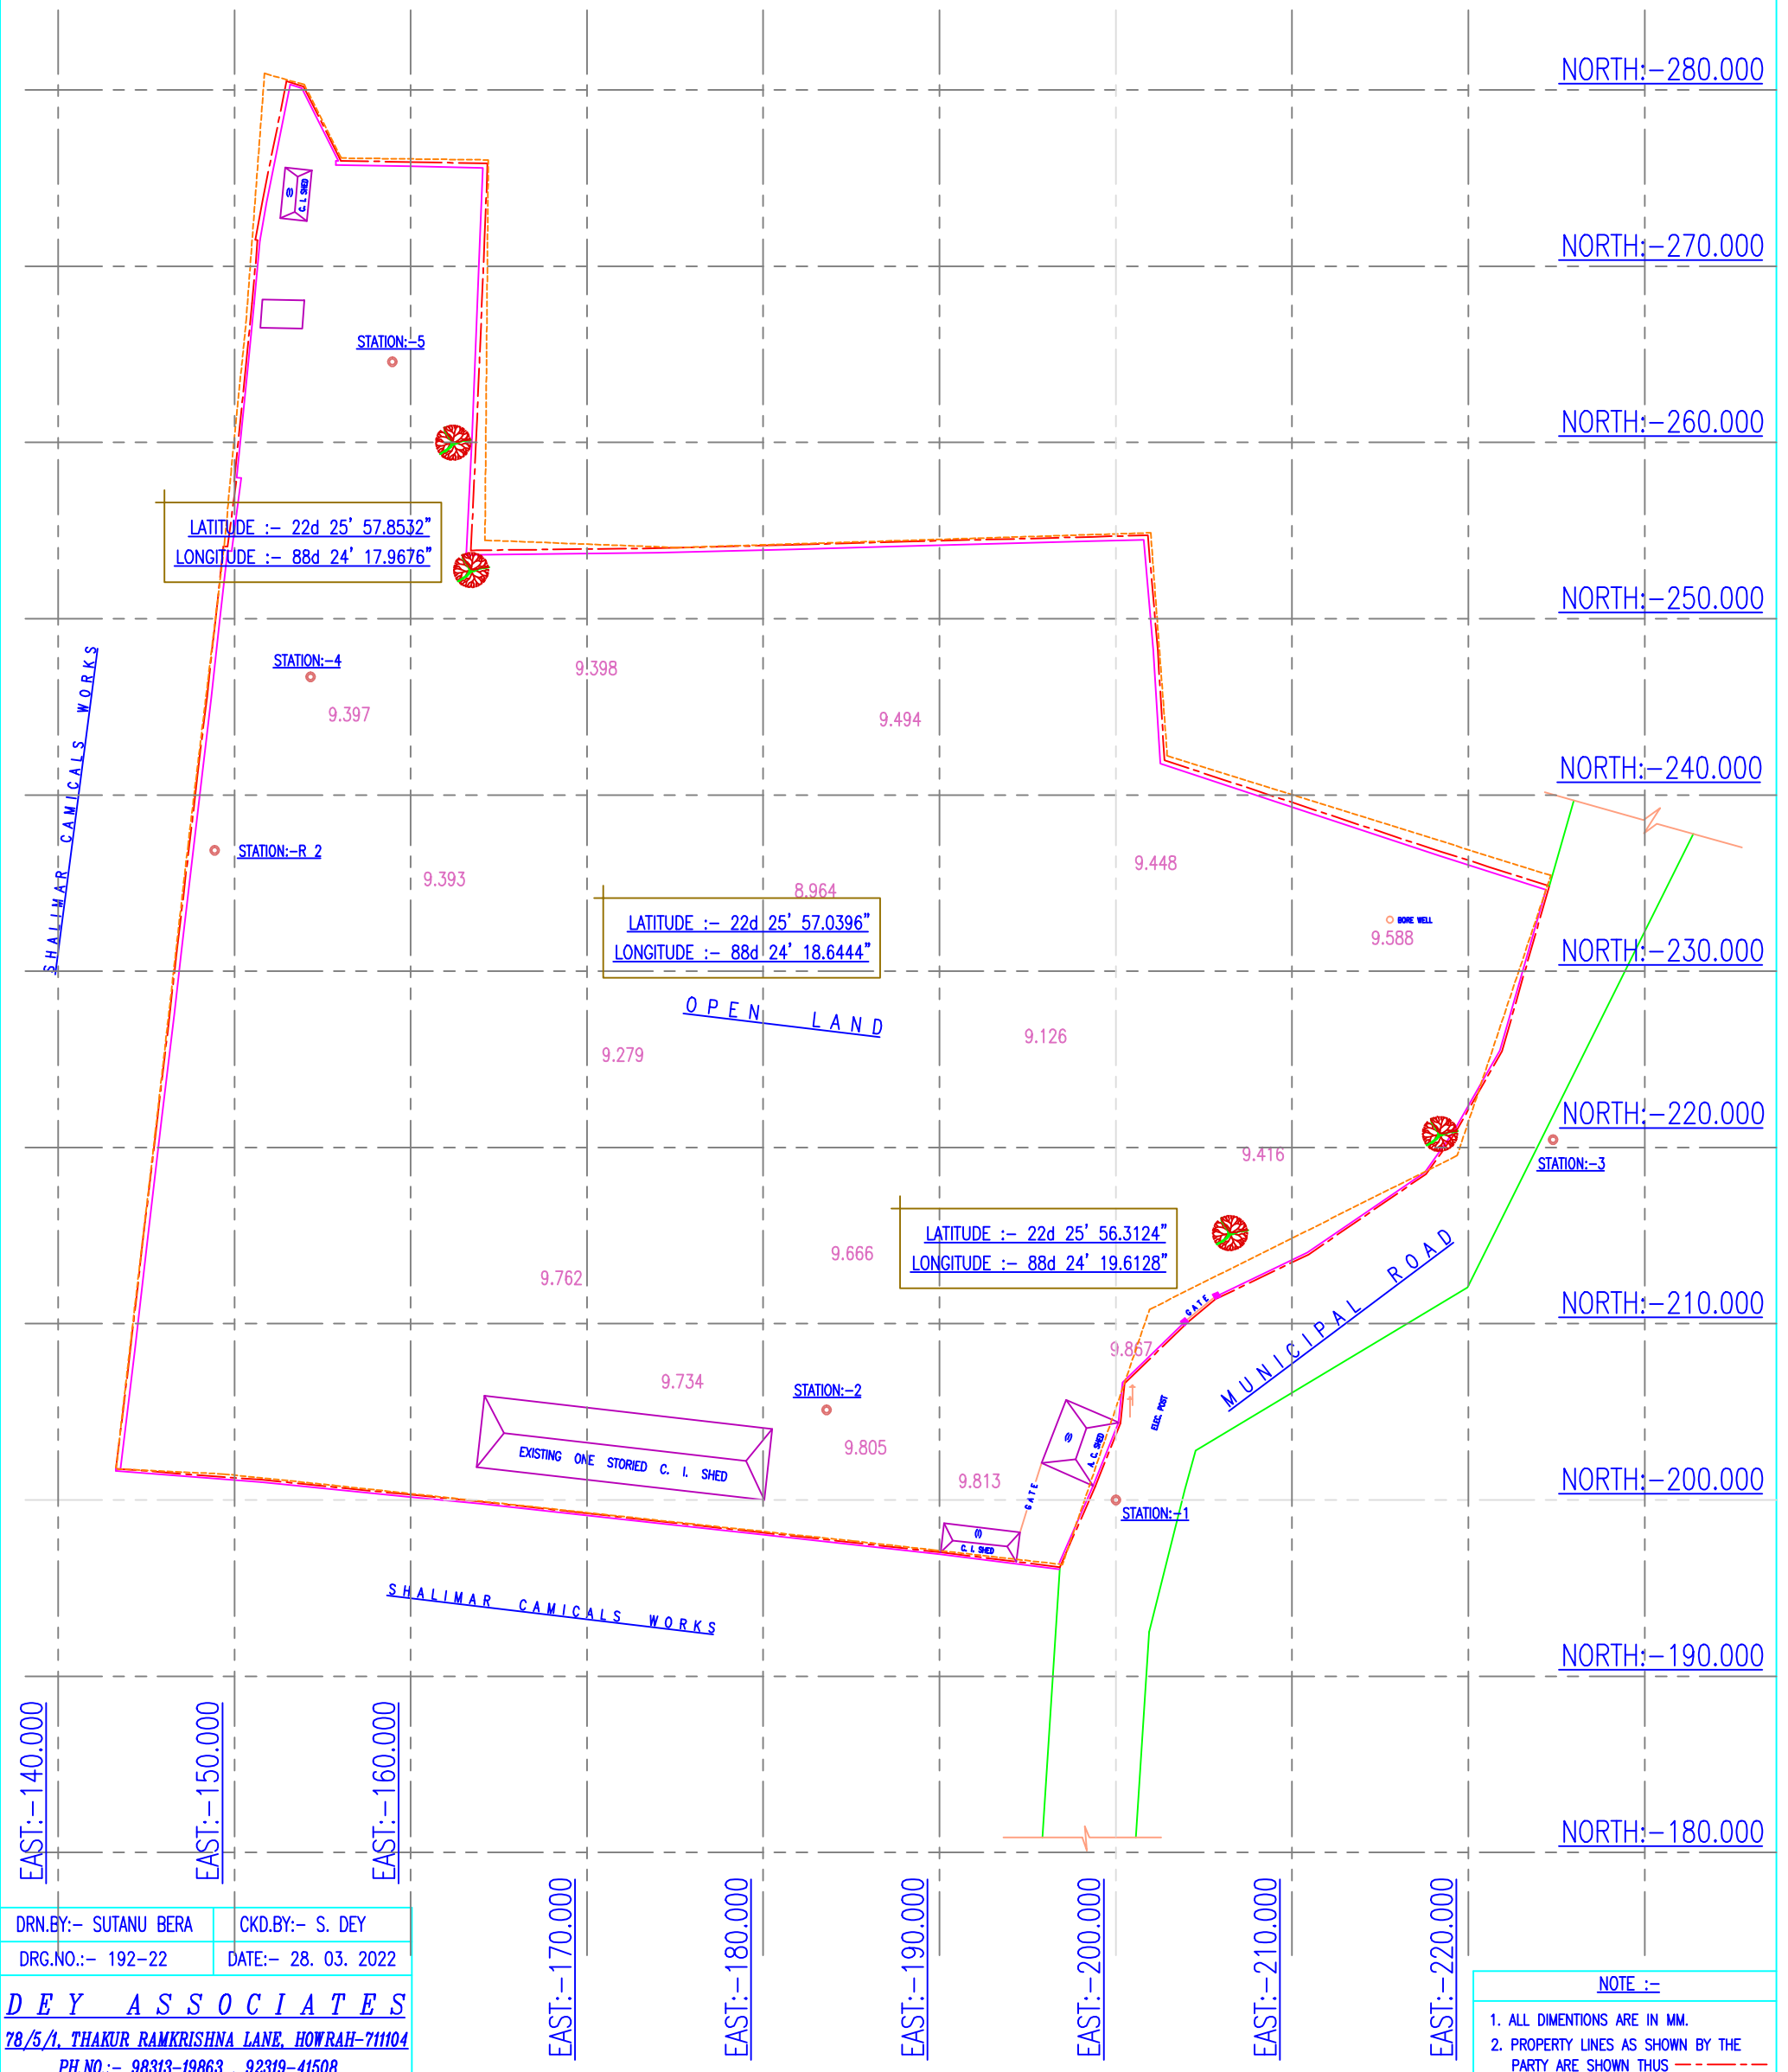 NORTH:-280.000
(1)
C. I. SHED
NORTH:-270.000
STATION:-5
NORTH:-260.000
LATITUDE :- 22d 25' 57.8532"
LONGITUDE :- 88d 24' 17.9676"
NORTH:-250.000
SHALIMAR CAMICALS WORKS
STATION:-4
9.398
9.397
9.494
NORTH:-240.000
STATION:-R 2
9.393
8.964
9.448
LATITUDE :- 22d 25' 57.0396"
LONGITUDE :- 88d 24' 18.6444"
BORE WELL
9.588
NORTH:-230.000
OPEN LAND
9.279
9.126
NORTH:-220.000
9.416
STATION:-3
LATITUDE :- 22d 25' 56.3124"
LONGITUDE :- 88d 24' 19.6128"
9.666
9.762
GATE
MUNICIPAL ROAD
NORTH:-210.000
9.867
9.734
STATION:-2
ELEC. POST
EXISTING ONE STORIED C. I. SHED
9.805
(1)
A.C. SHED
9.813
GATE
NORTH:-200.000
STATION:-1
(1)
C. I. SHED
SHALIMAR CAMICALS WORKS
NORTH:-190.000
NORTH:-180.000
EAST:-140.000
EAST:-150.000
EAST:-160.000
EAST:-170.000
EAST:-180.000
EAST:-190.000
EAST:-200.000
EAST:-210.000
EAST:-220.000
DRN.BY:- SUTANU BERA
CKD.BY:- S. DEY
DRG.NO.:- 192-22
DATE:- 28. 03. 2022
DEY ASSOCIATES
78/5/1, THAKUR RAMKRISHNA LANE, HOWRAH-711104
PH.NO.:- 98313-19863 , 92319-41508
NOTE :-
1. ALL DIMENTIONS ARE IN MM.
2. PROPERTY LINES AS SHOWN BY THE
PARTY ARE SHOWN THUS